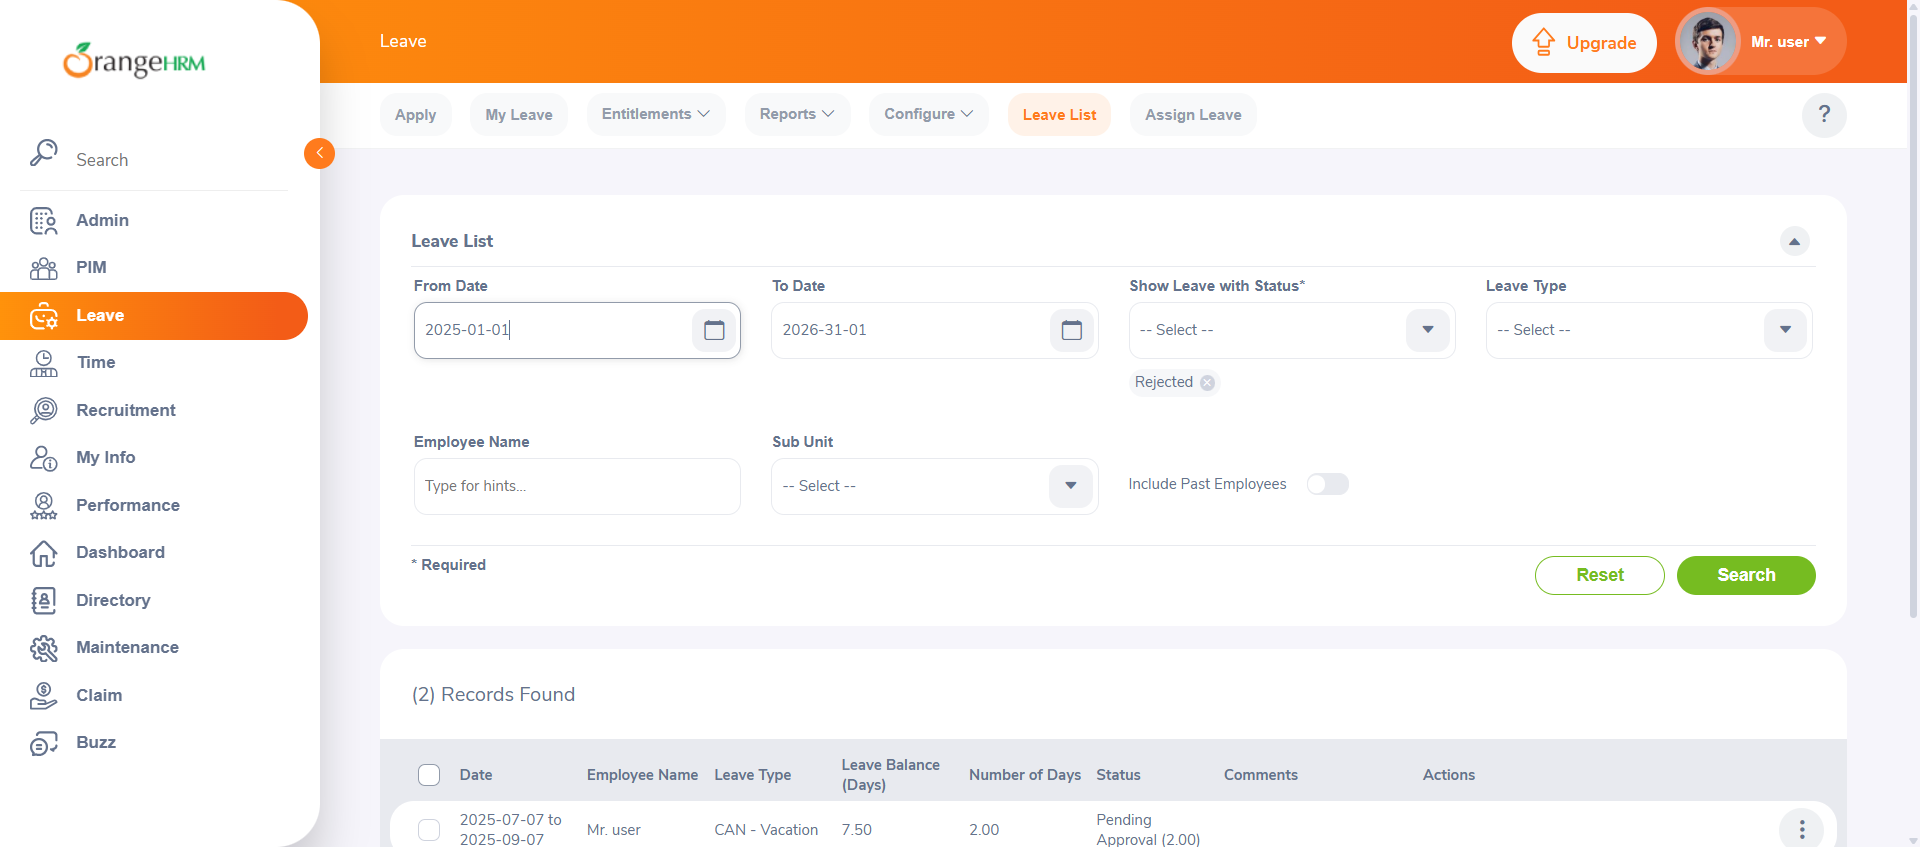 OrangeHRM
Leave
Upgrade
Mr. user
Apply
My Leave
Entitlements
Reports
Configure
Leave List
Assign Leave
?
Search
Admin
PIM
Leave
Time
Recruitment
My Info
Performance
Dashboard
Directory
Maintenance
Claim
Buzz
Leave List
From Date
To Date
Show Leave with Status*
Leave Type
2025-01-01
2026-31-01
-- Select --
-- Select --
Rejected
Employee Name
Sub Unit
Type for hints...
-- Select --
Include Past Employees
* Required
Reset
Search
(2) Records Found
Date
Employee Name
Leave Type
Leave Balance
(Days)
Number of Days
Status
Comments
Actions
2025-07-07 to
2025-09-07
Mr. user
CAN - Vacation
7.50
2.00
Pending
Approval (2.00)